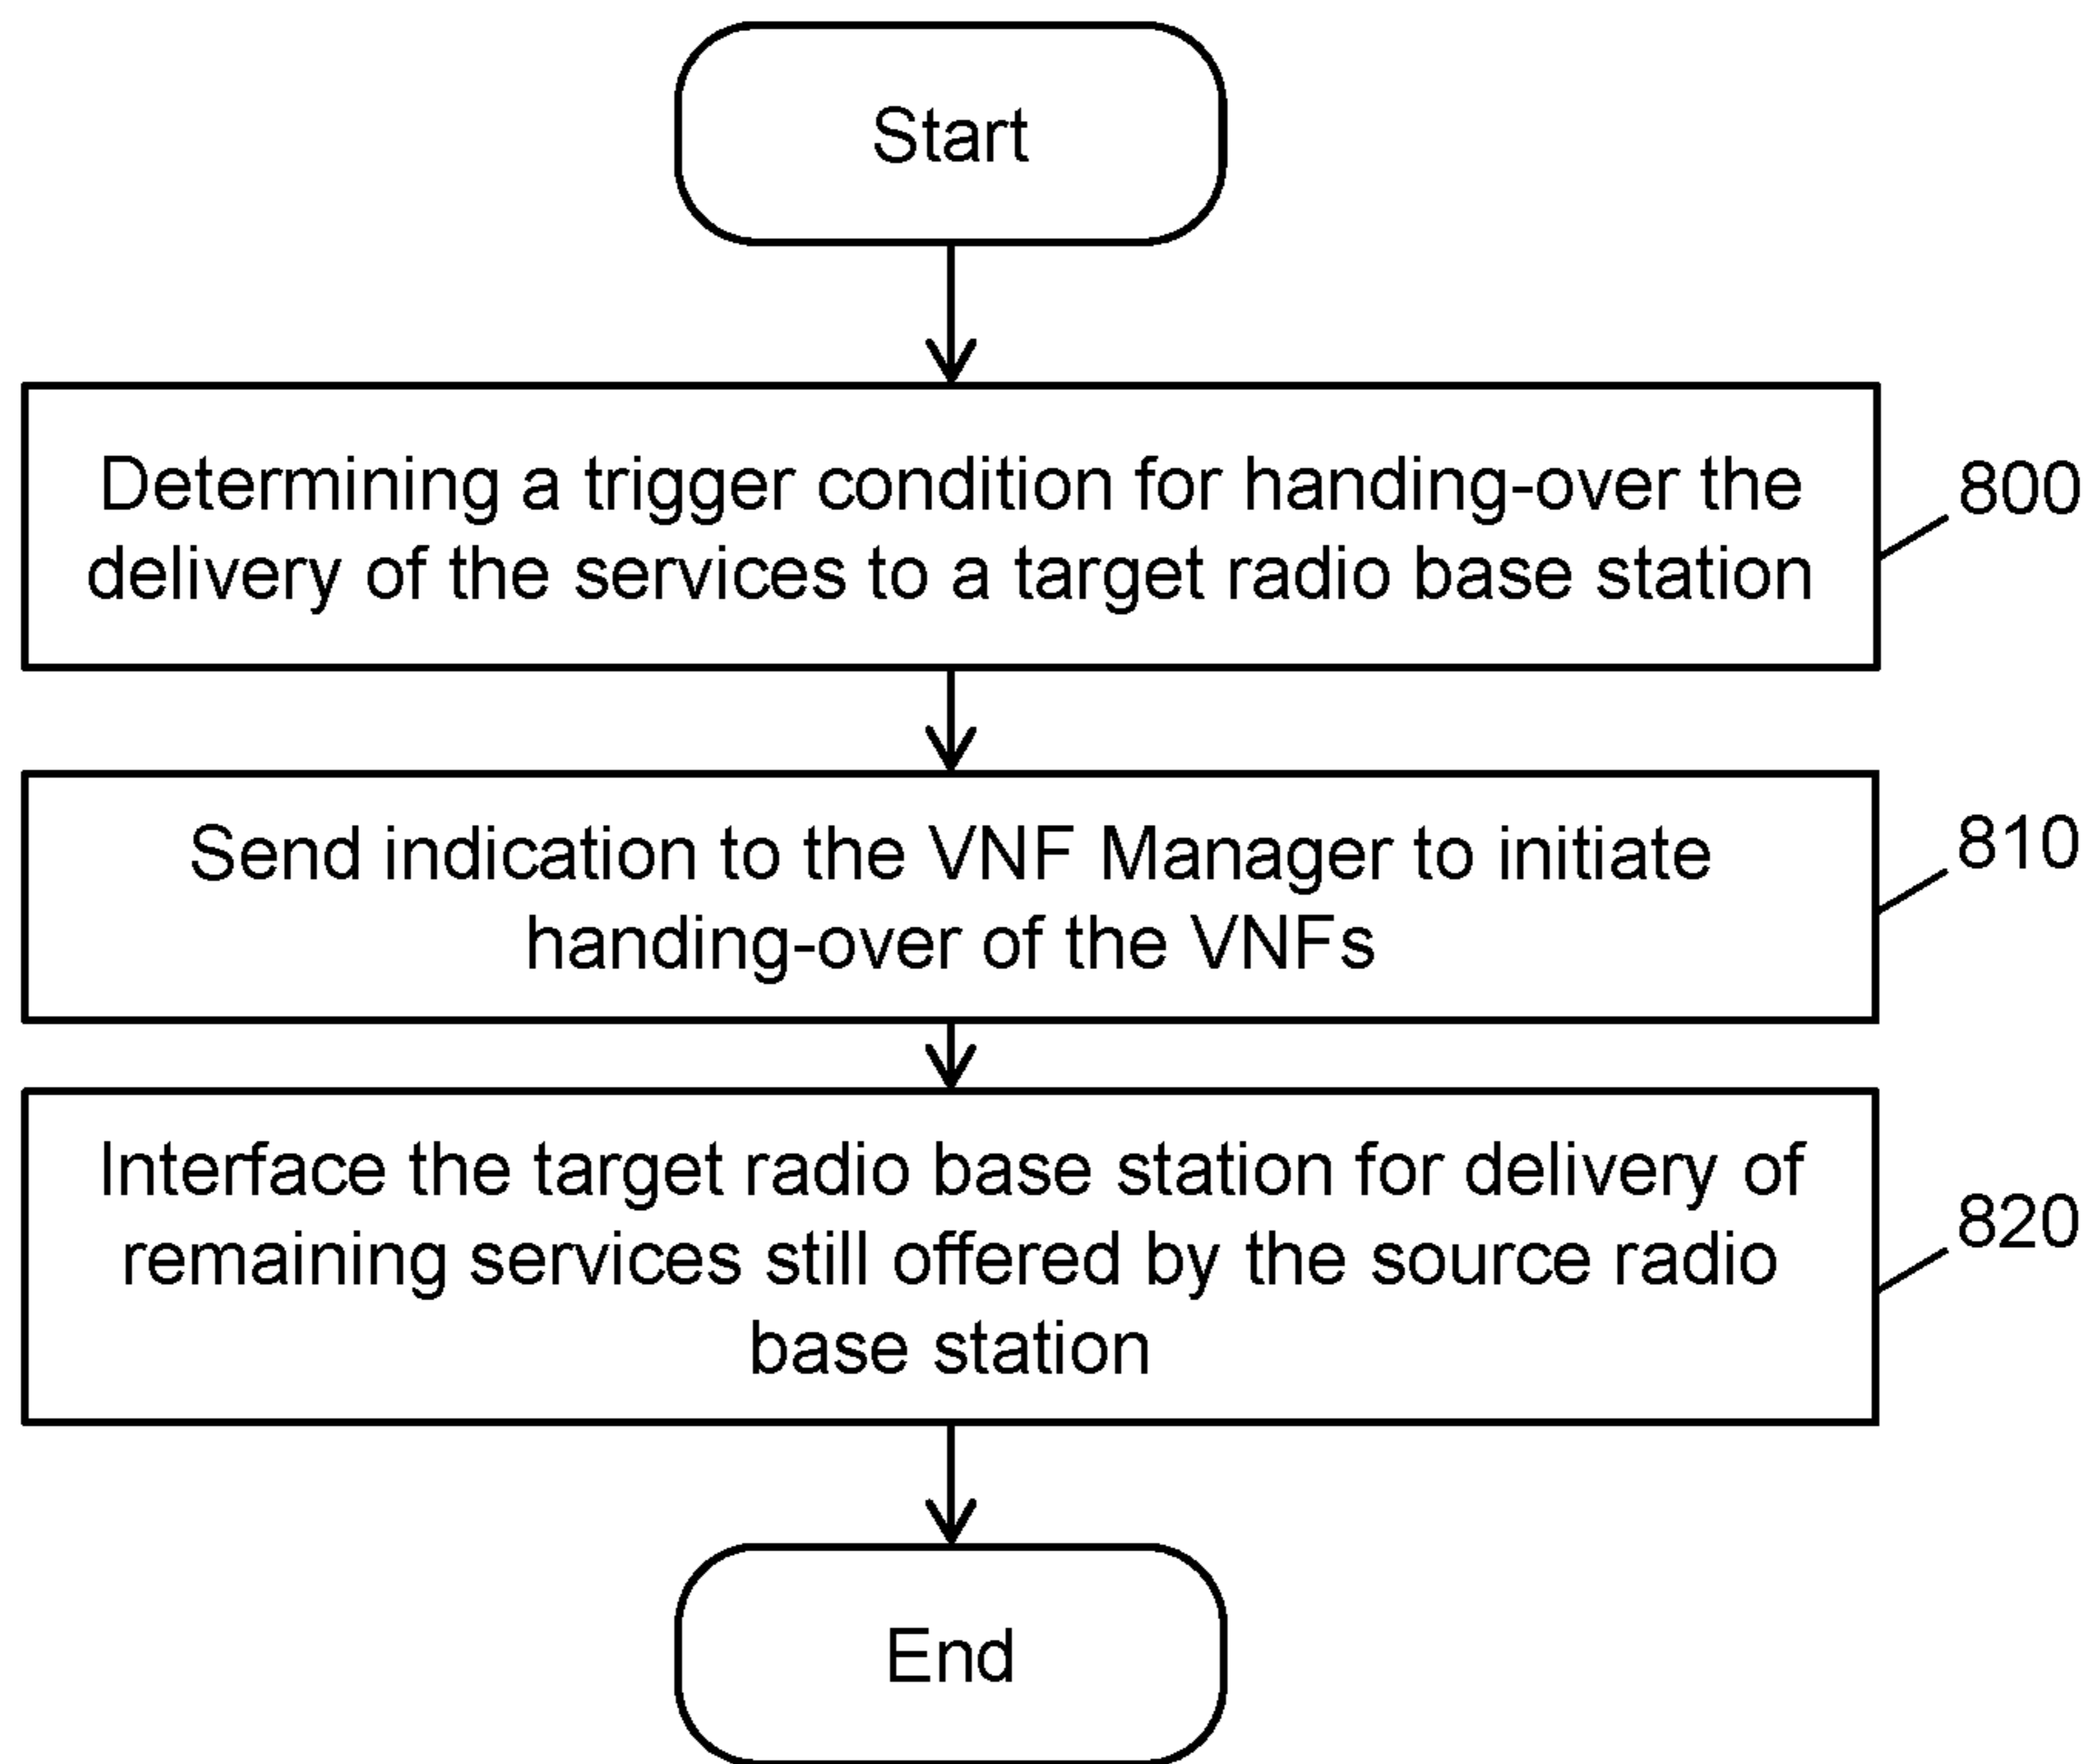 Start
Determining a trigger condition for handing-over the
delivery of the services to a target radio base station
800
Send indication to the VNF Manager to initiate
handing-over of the VNFs
810
Interface the target radio base station for delivery of
remaining services still offered by the source radio
base station
820
End